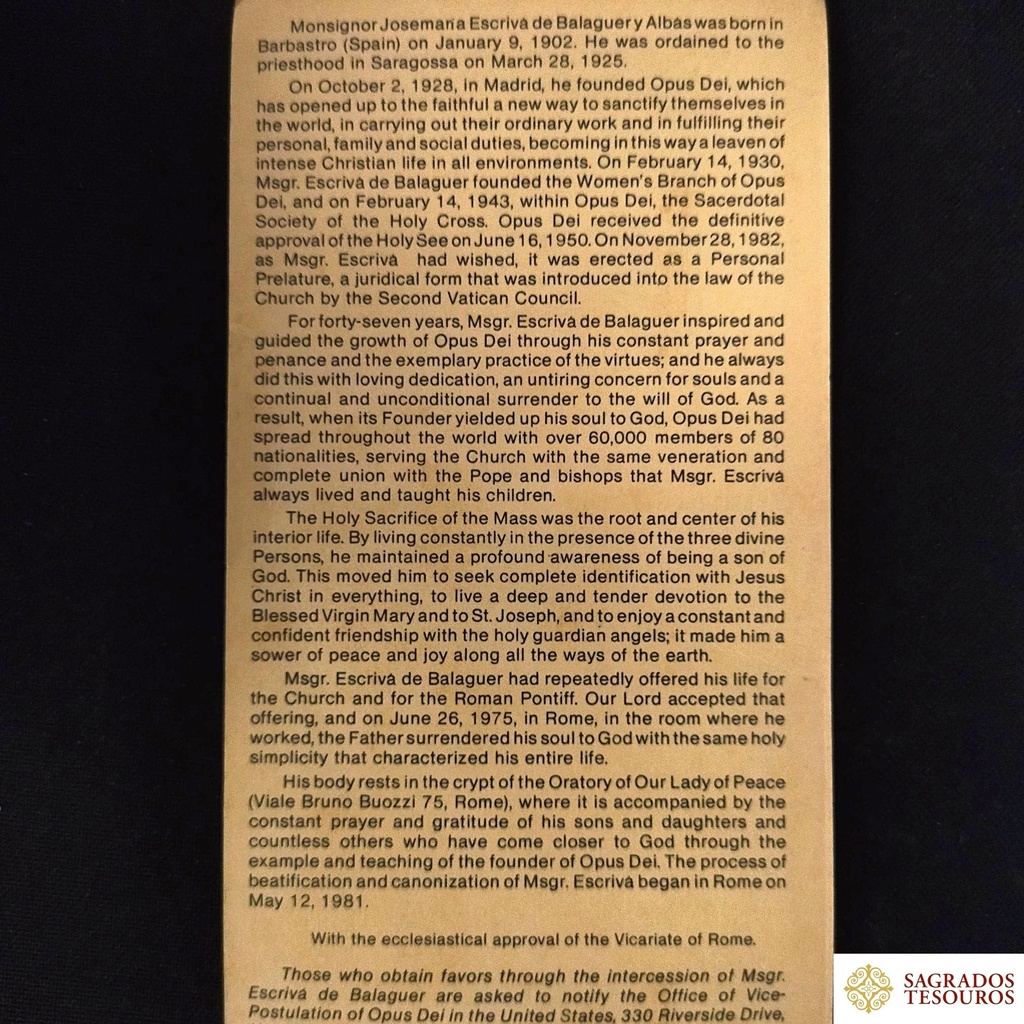 Monsignor Josemaria Escrivá de Balaguer y Albás was born in
Barbastro (Spain) on January 9, 1902. He was ordained to the
priesthood in Saragossa on March 28, 1925.
On October 2, 1928, in Madrid, he founded Opus Dei, which
has opened up to the faithful a new way to sanctify themselves in
the world, in carrying out their ordinary work and in fulfilling their
personal, family and social duties, becoming in this way a leaven of
intense Christian life in all environments. On February 14, 1930,
Msgr. Escrivá de Balaguer founded the Women's Branch of Opus
Dei, and on February 14, 1943, within Opus Dei, the Sacerdotal
Society of the Holy Cross. Opus Dei received the definitive
approval of the Holy See on June 16, 1950. On November 28, 1982,
as Msgr. Escrivá had wished, it was erected as a Personal
Prelature, a juridical form that was introduced into the law of the
Church by the Second Vatican Council.
For forty-seven years, Msgr. Escrivá de Balaguer inspired and
guided the growth of Opus Dei through his constant prayer and
penance and the exemplary practice of the virtues; and he always
did this with loving dedication, an untiring concern for souls and a
continual and unconditional surrender to the will of God. As a
result, when its Founder yielded up his soul to God, Opus Dei had
spread throughout the world with over 60,000 members of 80
nationalities, serving the Church with the same veneration and
complete union with the Pope and bishops that Msgr. Escrivá
always lived and taught his children.
The Holy Sacrifice of the Mass was the root and center of his
interior life. By living constantly in the presence of the three divine
Persons, he maintained a profound awareness of being a son of
God. This moved him to seek complete identification with Jesus
Christ in everything, to live a deep and tender devotion to the
Blessed Virgin Mary and to St. Joseph, and to enjoy a constant and
confident friendship with the holy guardian angels; it made him a
sower of peace and joy along all the ways of the earth.
Msgr. Escrivá de Balaguer had repeatedly offered his life for
the Church and for the Roman Pontiff. Our Lord accepted that
offering, and on June 26, 1975, in Rome, in the room where he
worked, the Father surrendered his soul to God with the same holy
simplicity that characterized his entire life.
His body rests in the crypt of the Oratory of Our Lady of Peace
(Viale Bruno Buozzi 75, Rome), where it is accompanied by the
constant prayer and gratitude of his sons and daughters and
countless others who have come closer to God through the
example and teaching of the founder of Opus Dei. The process of
beatification and canonization of Msgr. Escrivá began in Rome on
May 12, 1981.
With the ecclesiastical approval of the Vicariate of Rome.
Those who obtain favors through the intercession of Msgr.
Escrivá de Balaguer are asked to notify the Office of Vice-
Postulation of Opus Dei in the United States, 330 Riverside Drive,
SAGRADOS
TESOUROS